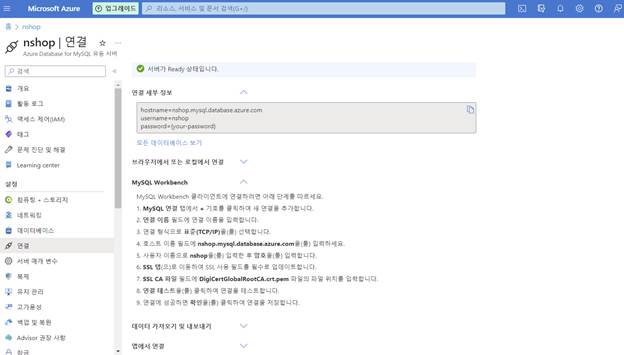 Microsoft Azure
업그레이드
리소스, 서비스 및 문서 검색(G+/)
홈 > nshop
nshop | 연결
Azure Database for MySQL 유동 서버
검색
개요
활동 로그
액세스 제어(IAM)
태그
문제 진단 및 해결
Learning center
설정
컴퓨팅 + 스토리지
네트워킹
데이터베이스
연결
서버 매개 변수
복제
유지 관리
고가용성
백업 및 복원
Advisor 권장 사항
잠금
서버가 Ready 상태입니다.
연결 세부 정보
hostname=nshop.mysql.database.azure.com
username=nshop
password={your-password}
모든 데이터베이스 보기
브라우저에서 또는 로컬에서 연결
MySQL Workbench
MySQL Workbench 클라이언트에 연결하려면 아래 단계를 따르세요.
1. MySQL 연결 탭에서 + 기호를 클릭하여 새 연결을 추가합니다.
2. 연결 이름 필드에 연결 이름을 입력합니다.
3. 연결 형식으로 표준(TCP/IP)을(를) 선택합니다.
4. 호스트 이름 필드에 nshop.mysql.database.azure.com을(를) 입력하세요.
5. 사용자 이름으로 nshop을(를) 입력한 후 암호을(를) 입력합니다.
6. SSL 탭(으)로 이동하여 SSL 사용 필드를 필수로 업데이트합니다.
7. SSL CA 파일 필드에 DigiCertGlobalRootCA.crt.pem 파일의 파일 위치를 입력합니다.
8. 연결 테스트을(를) 클릭하여 연결을 테스트합니다.
9. 연결에 성공하면 확인을(를) 클릭하여 연결을 저장합니다.
데이터 가져오기 및 내보내기
앱에서 연결